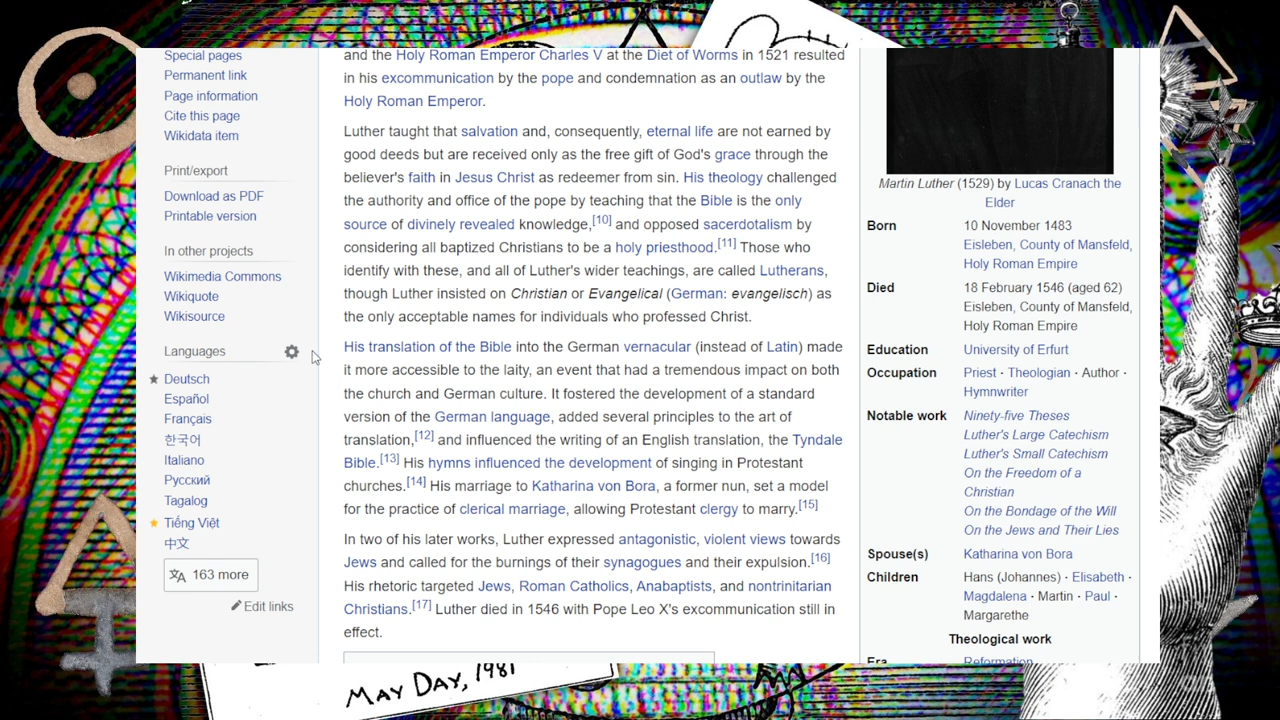 Special pages
Permanent link
Page information
Cite this page
Wikidata item
Print/export
Download as PDF
Printable version
In other projects
Wikimedia Commons
Wikiquote
Wikisource
Languages
Deutsch
Español
Français
한국어
Italiano
Русский
Tagalog
Tiếng Việt
中文
163 more
Edit links
and the Holy Roman Emperor Charles V at the Diet of Worms in 1521 resulted
in his excommunication by the pope and condemnation as an outlaw by the
Holy Roman Emperor.
Luther taught that salvation and, consequently, eternal life are not earned by
good deeds but are received only as the free gift of God's grace through the
believer's faith in Jesus Christ as redeemer from sin. His theology challenged
the authority and office of the pope by teaching that the Bible is the only
source of divinely revealed knowledge,[10] and opposed sacerdotalism by
considering all baptized Christians to be a holy priesthood.[11] Those who
identify with these, and all of Luther's wider teachings, are called Lutherans,
though Luther insisted on Christian or Evangelical (German: evangelisch) as
the only acceptable names for individuals who professed Christ.
His translation of the Bible into the German vernacular (instead of Latin) made
it more accessible to the laity, an event that had a tremendous impact on both
the church and German culture. It fostered the development of a standard
version of the German language, added several principles to the art of
translation,[12] and influenced the writing of an English translation, the Tyndale
Bible.[13] His hymns influenced the development of singing in Protestant
churches.[14] His marriage to Katharina von Bora, a former nun, set a model
for the practice of clerical marriage, allowing Protestant clergy to marry.[15]
In two of his later works, Luther expressed antagonistic, violent views towards
Jews and called for the burnings of their synagogues and their expulsion.[16]
His rhetoric targeted Jews, Roman Catholics, Anabaptists, and nontrinitarian
Christians.[17] Luther died in 1546 with Pope Leo X's excommunication still in
effect.
Martin Luther (1529) by Lucas Cranach the
Elder
Born 10 November 1483
Eisleben, County of Mansfeld,
Holy Roman Empire
Died 18 February 1546 (aged 62)
Eisleben, County of Mansfeld,
Holy Roman Empire
Education University of Erfurt
Occupation Priest · Theologian · Author ·
Hymnwriter
Notable work Ninety-five Theses
Luther's Large Catechism
Luther's Small Catechism
On the Freedom of a
Christian
On the Bondage of the Will
On the Jews and Their Lies
Spouse(s) Katharina von Bora
Children Hans (Johannes) · Elisabeth ·
Magdalena · Martin · Paul ·
Margarethe
Theological work
Era Reformation
MAY DAY, 1981